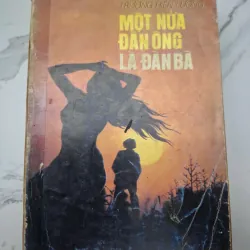 MỘT NỬA
ĐÀN ÔNG
LÀ ĐÀN BÀ